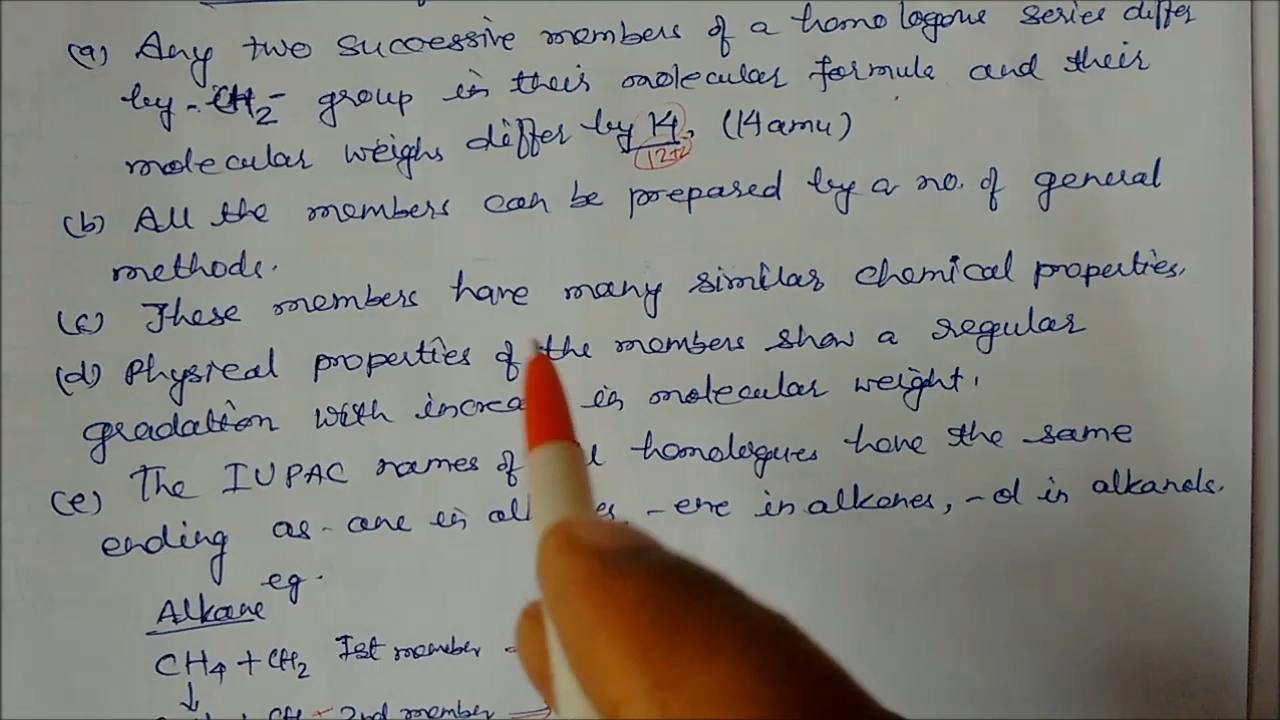 (a) Any two successive members of a homologous series differ
by -CH2- group in their molecular formula and their
molecular weighs differ by 14, (14 amu)
(12+2)
(b) All the members can be prepared by a no. of general
methods.
(c) These members have many similar chemical properties.
(d) Physical properties of the members show a regular
gradation with increa in molecular weight.
(e) The IUPAC names of homologues have the same
ending as - ane in -ene in alkenes, -ol in alkanols.
eg.
Alkane
CH4 + CH2 Ist member -
2nd member